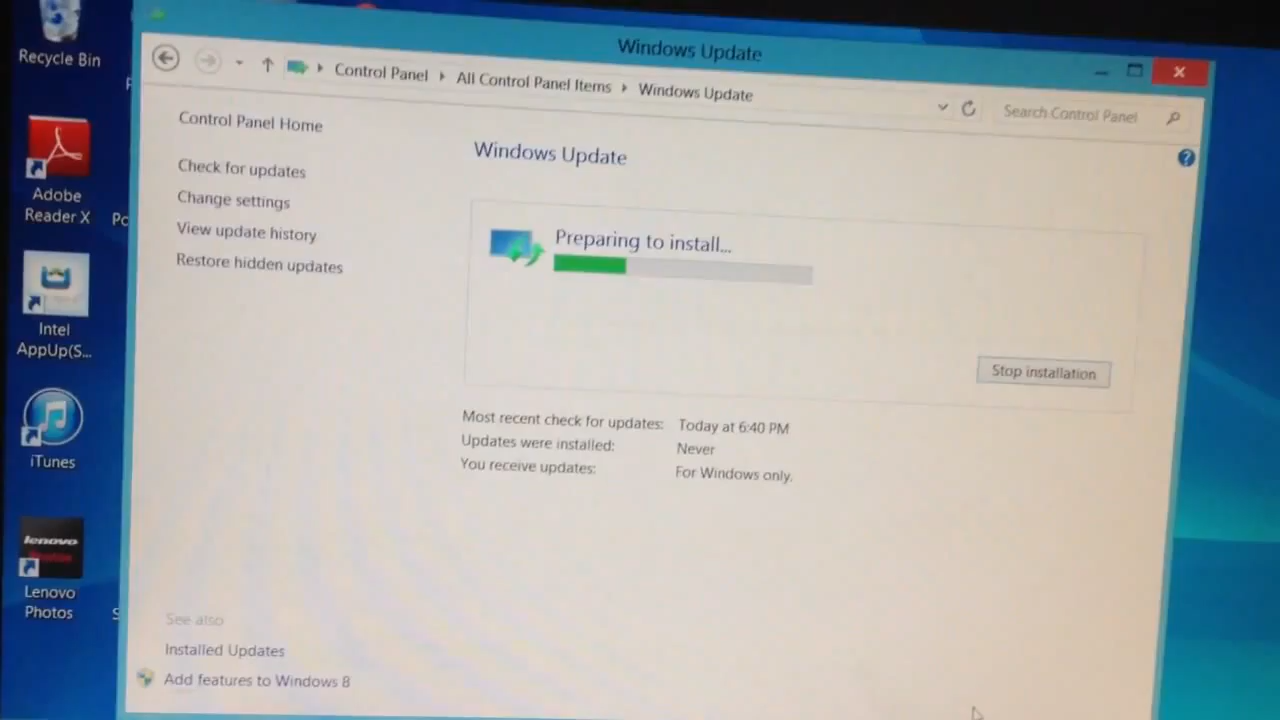 Windows Update
Control Panel
All Control Panel Items
Windows Update
Search Control Panel
Control Panel Home
Check for updates
Change settings
View update history
Restore hidden updates
Windows Update
Preparing to install...
Stop installation
Most recent check for updates: Today at 6:40 PM
Updates were installed: Never
You receive updates: For Windows only.
See also
Installed Updates
Add features to Windows 8
Recycle Bin
Adobe
Reader X
Po
Intel
AppUp(S...
iTunes
lenovo
Lenovo
Photos
S